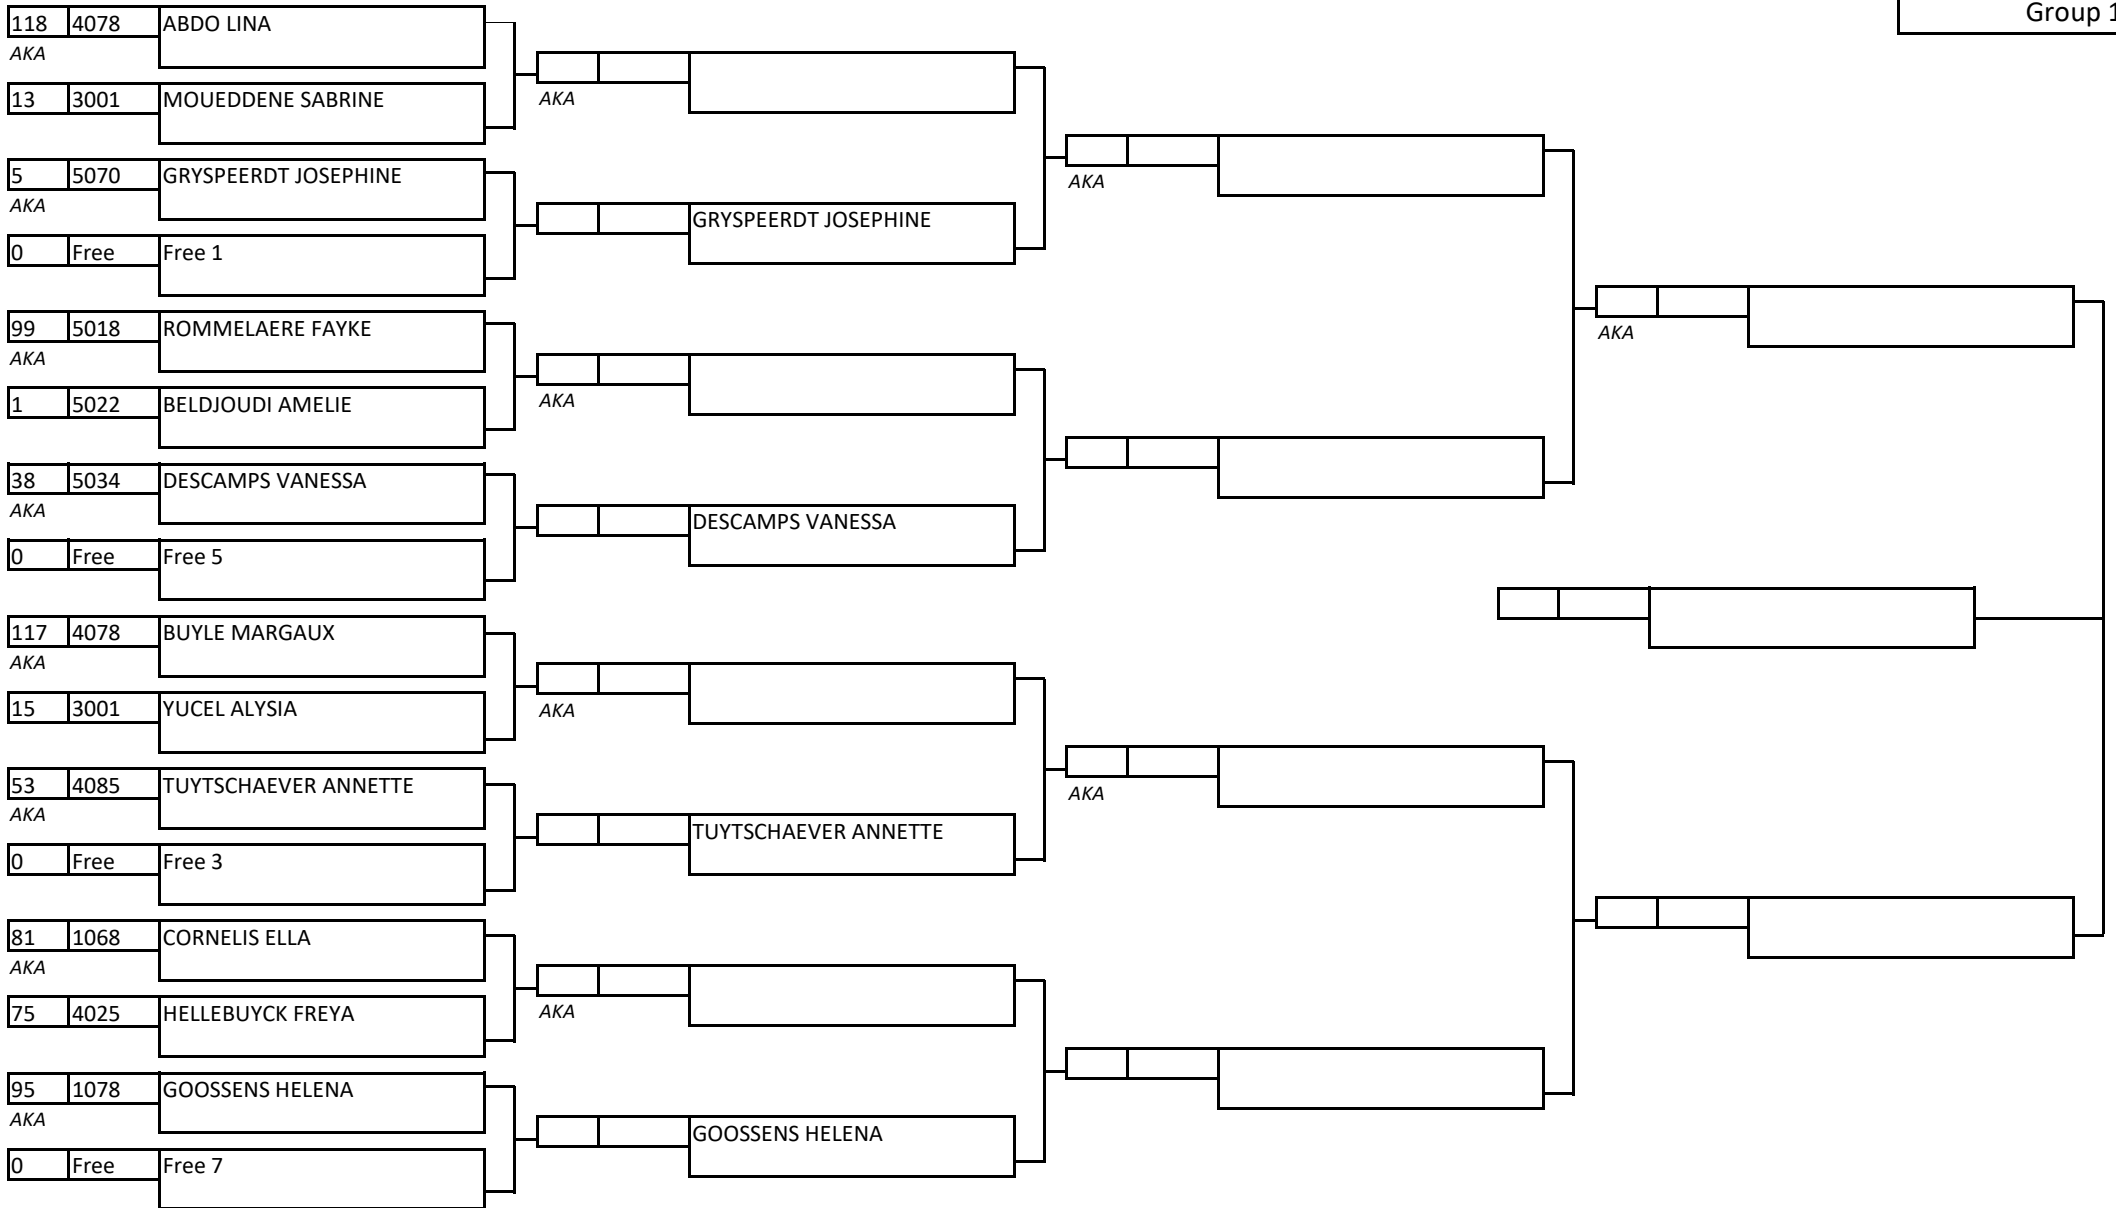 Group 1
118 4078 ABDO LINA
AKA
13 3001 MOUEDDENE SABRINE
AKA
5 5070 GRYSPEERDT JOSEPHINE
AKA
AKA
GRYSPEERDT JOSEPHINE
0 Free Free 1
99 5018 ROMMELAERE FAYKE
AKA
AKA
1 5022 BELDJOUDI AMELIE
AKA
38 5034 DESCAMPS VANESSA
AKA
DESCAMPS VANESSA
0 Free Free 5
117 4078 BUYLE MARGAUX
AKA
15 3001 YUCEL ALYSIA
AKA
53 4085 TUYTSCHAEVER ANNETTE
AKA
AKA
TUYTSCHAEVER ANNETTE
0 Free Free 3
81 1068 CORNELIS ELLA
AKA
75 4025 HELLEBUYCK FREYA
AKA
95 1078 GOOSSENS HELENA
AKA
GOOSSENS HELENA
0 Free Free 7